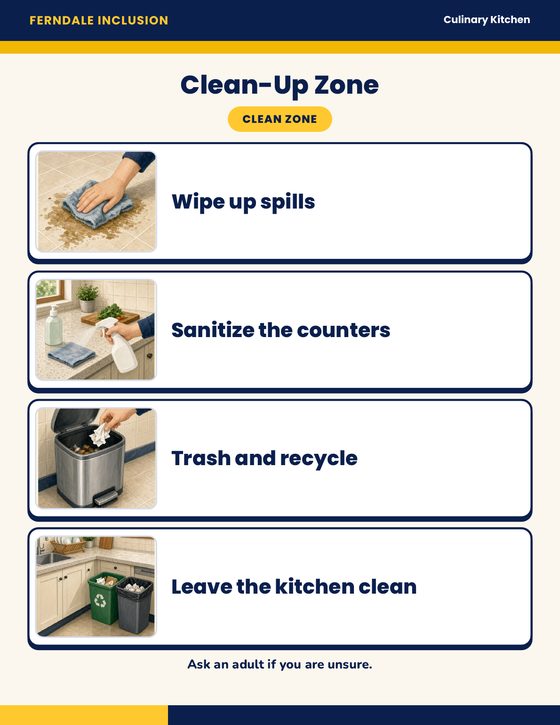 FERNDALE INCLUSION
Culinary Kitchen
Clean-Up Zone
CLEAN ZONE
Wipe up spills
Sanitize the counters
Trash and recycle
Leave the kitchen clean
Ask an adult if you are unsure.